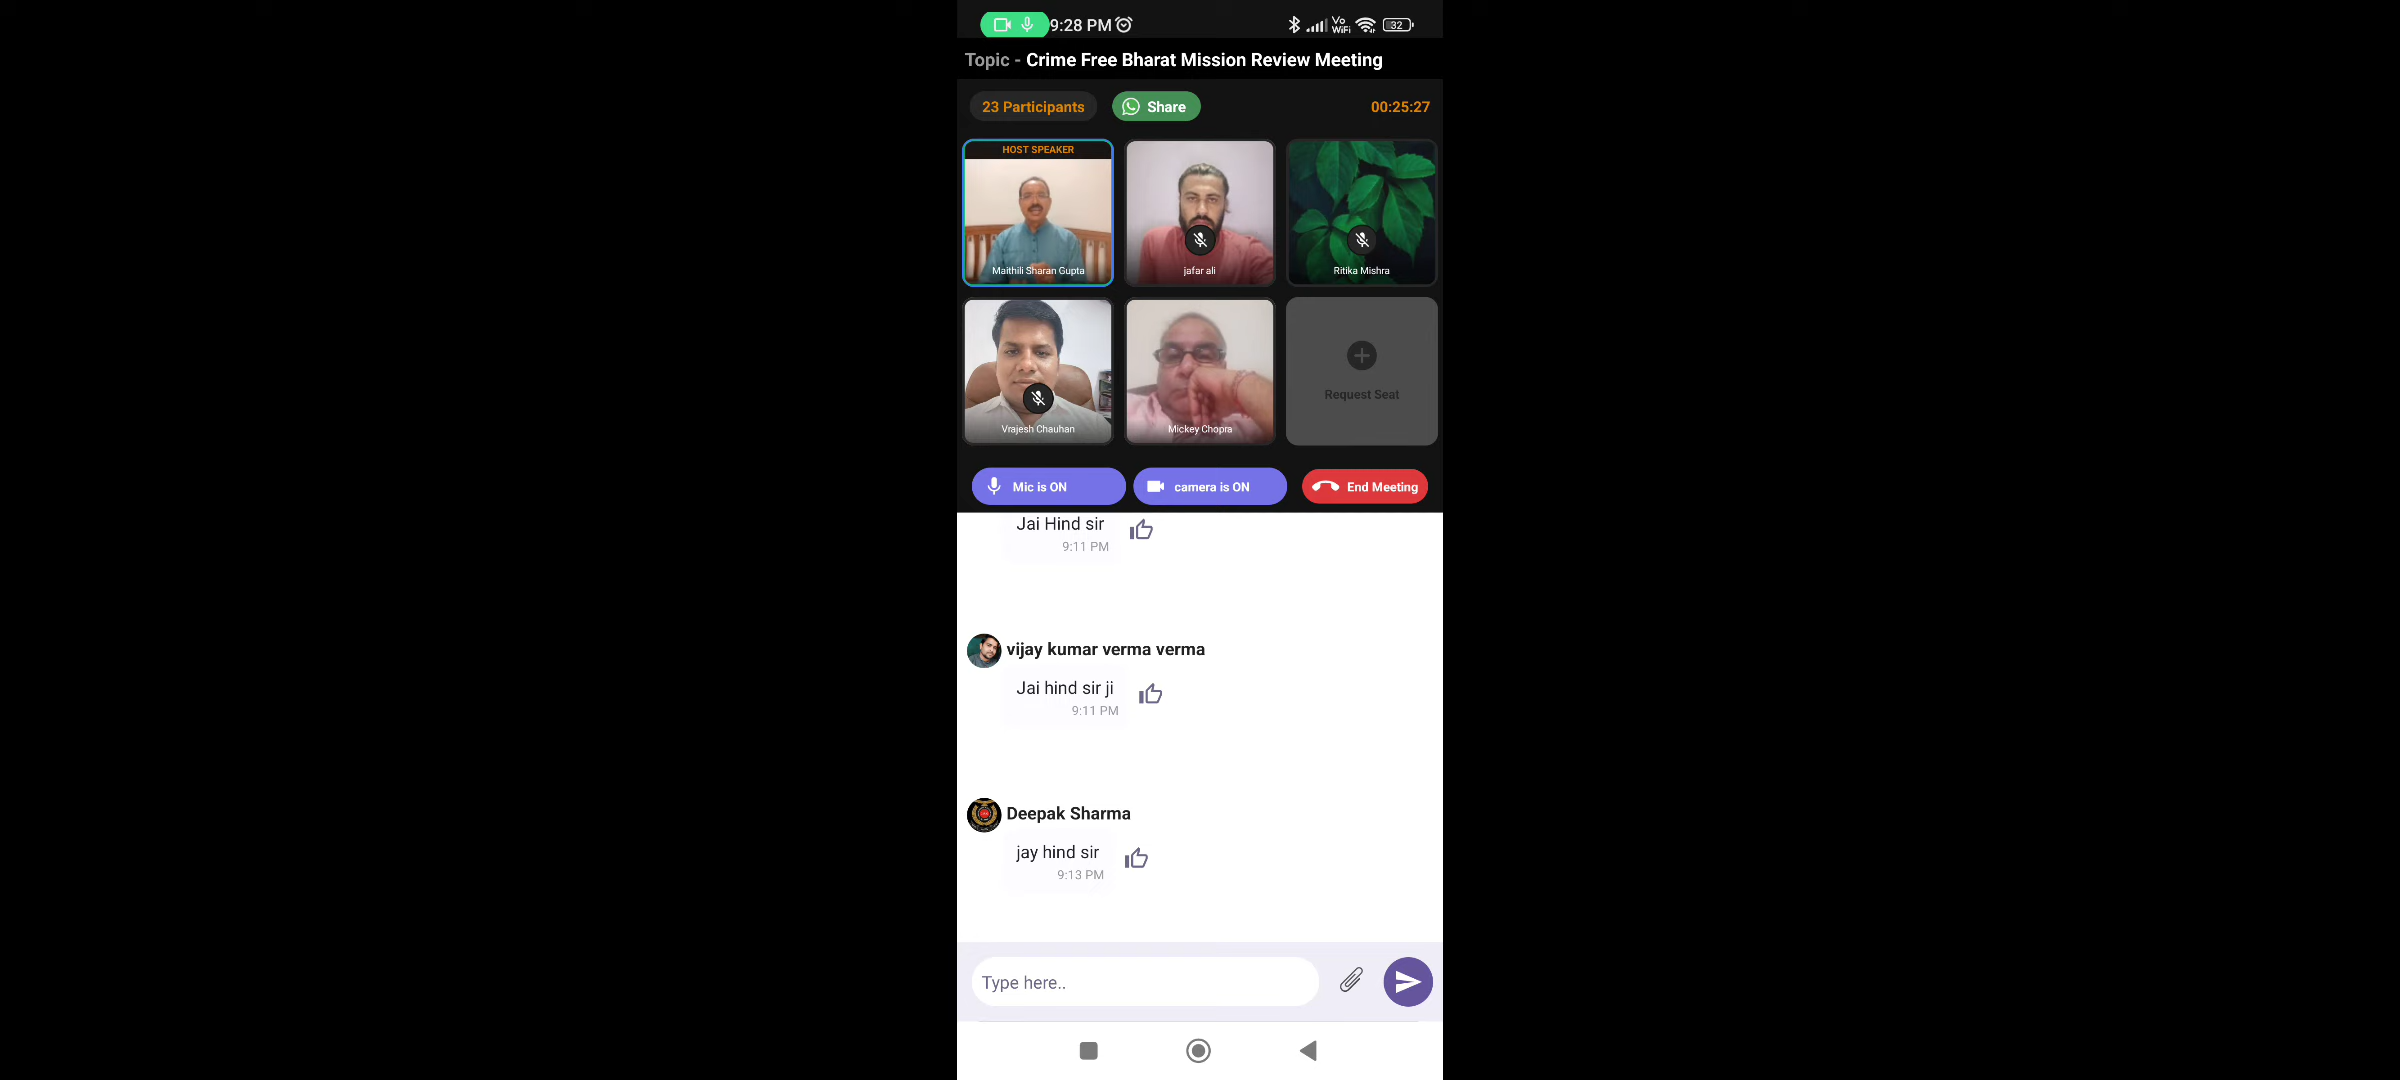 9:28 PM
Vo
WiFi
32
Topic - Crime Free Bharat Mission Review Meeting
23 Participants
Share
00:25:27
HOST SPEAKER
Maithili Sharan Gupta
jafar ali
Ritika Mishra
Vrajesh Chauhan
Mickey Chopra
Request Seat
Mic is ON
camera is ON
End Meeting
Jai Hind sir
9:11 PM
vijay kumar verma verma
Jai hind sir ji
9:11 PM
Deepak Sharma
jay hind sir
9:13 PM
Type here..